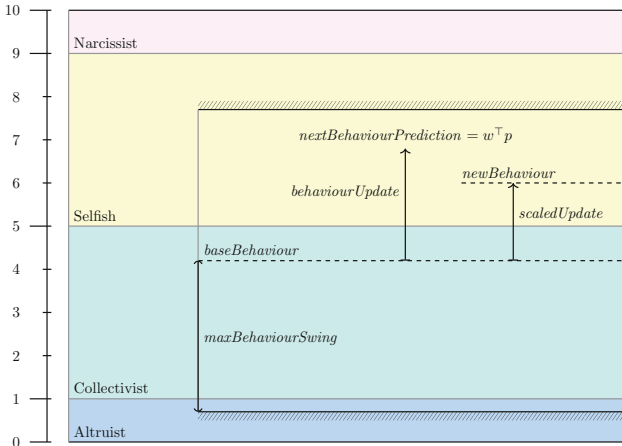 10
Narcissist
9
8
nextBehaviourPrediction = w⊤p
7
newBehaviour
behaviourUpdate
6
scaledUpdate
Selfish
5
baseBehaviour
4
3
maxBehaviourSwing
2
Collectivist
1
Altruist
0